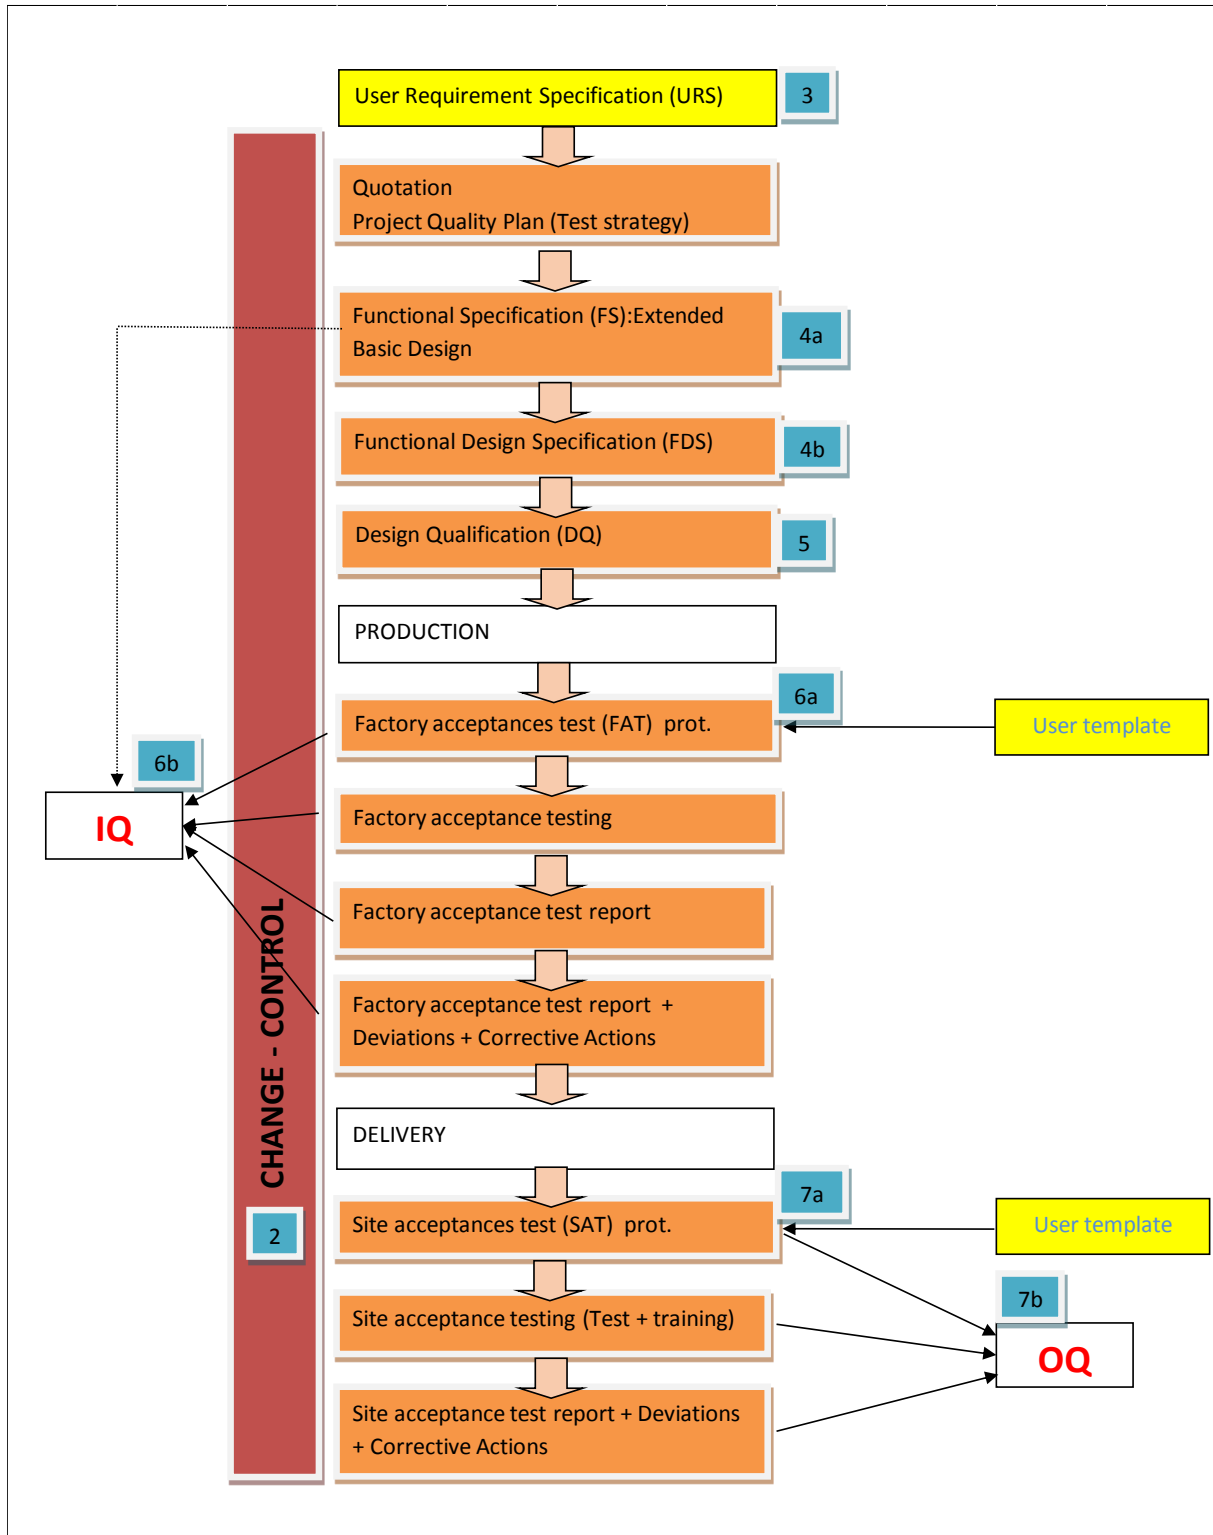 User Requirement Specification (URS)
3
Quotation
Project Quality Plan (Test strategy)
Functional Specification (FS):Extended
Basic Design
4a
Functional Design Specification (FDS)
4b
Design Qualification (DQ)
5
PRODUCTION
6a
Factory acceptances test (FAT) prot.
User template
6b
IQ
Factory acceptance testing
Factory acceptance test report
Factory acceptance test report +
Deviations + Corrective Actions
CHANGE - CONTROL
2
DELIVERY
7a
Site acceptances test (SAT) prot.
User template
7b
OQ
Site acceptance testing (Test + training)
Site acceptance test report + Deviations
+ Corrective Actions